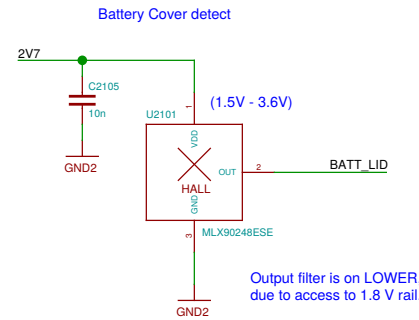 Battery Cover detect
2V7
C2105
10n
GND2
U2101
(1.5V - 3.6V)
1
VDD
HALL
OUT
2
BATT_LID
GND
3
MLX90248ESE
GND2
Output filter is on LOWER
due to access to 1.8 V rail